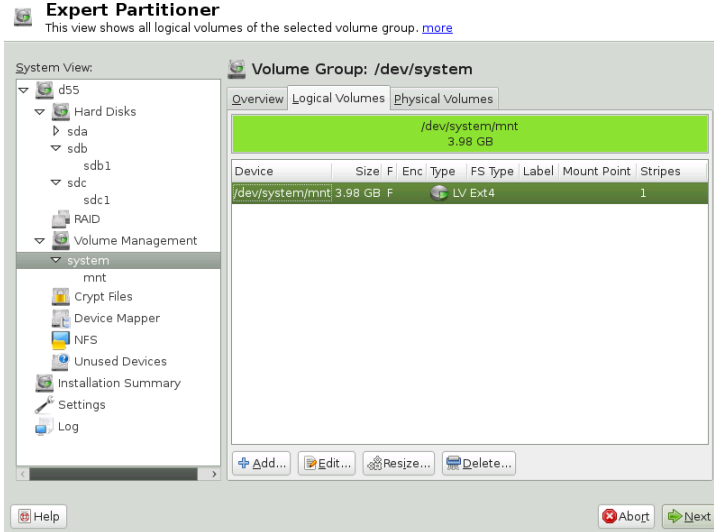 Expert Partitioner
This view shows all logical volumes of the selected volume group. more
System View:
d55
Hard Disks
sda
sdb
sdb1
sdc
sdc1
RAID
Volume Management
system
mnt
Crypt Files
Device Mapper
NFS
Unused Devices
Installation Summary
Settings
Log
Volume Group: /dev/system
Overview Logical Volumes Physical Volumes
/dev/system/mnt
3.98 GB
Device Size F Enc Type FS Type Label Mount Point Stripes
/dev/system/mnt 3.98 GB F LV Ext4 1
Add... Edit... Resize... Delete...
Help Abort Next